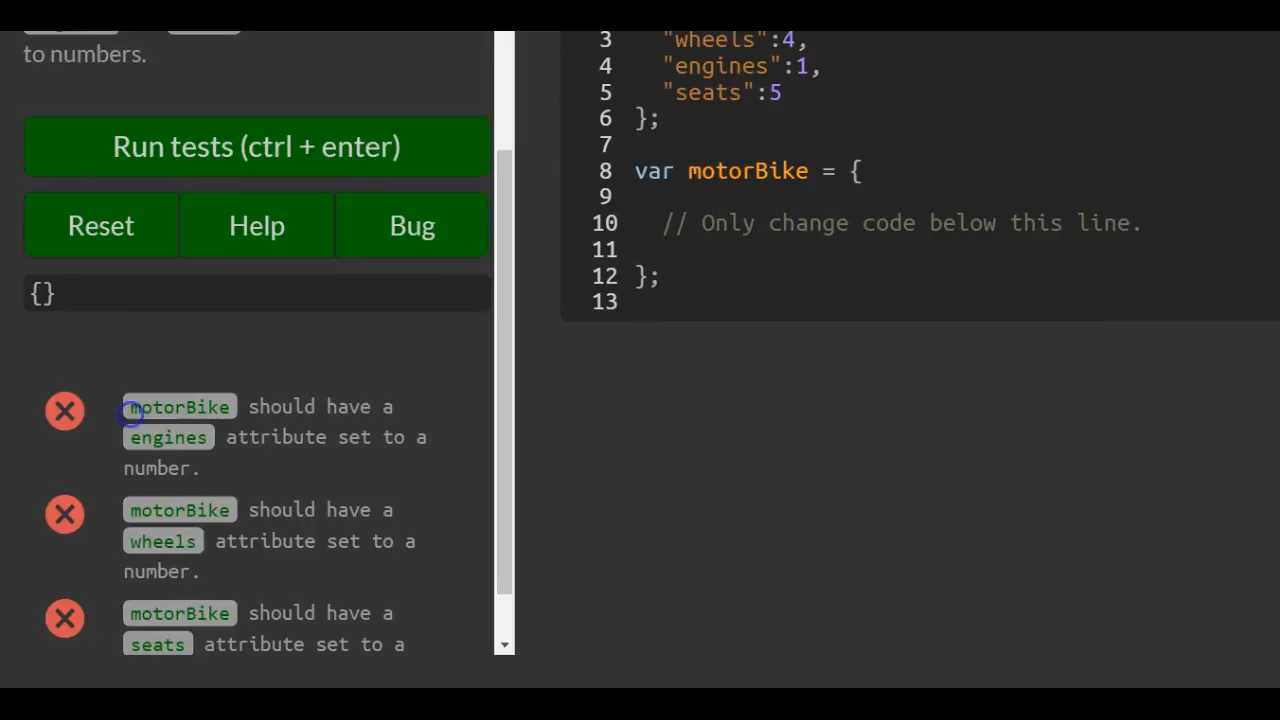 to numbers.
Run tests (ctrl + enter)
Reset
Help
Bug
{}
motorBike should have a
engines attribute set to a
number.
motorBike should have a
wheels attribute set to a
number.
motorBike should have a
seats attribute set to a
3 "wheels":4,
4 "engines":1,
5 "seats":5
6 };
7
8 var motorBike = {
9
10 // Only change code below this line.
11
12 };
13